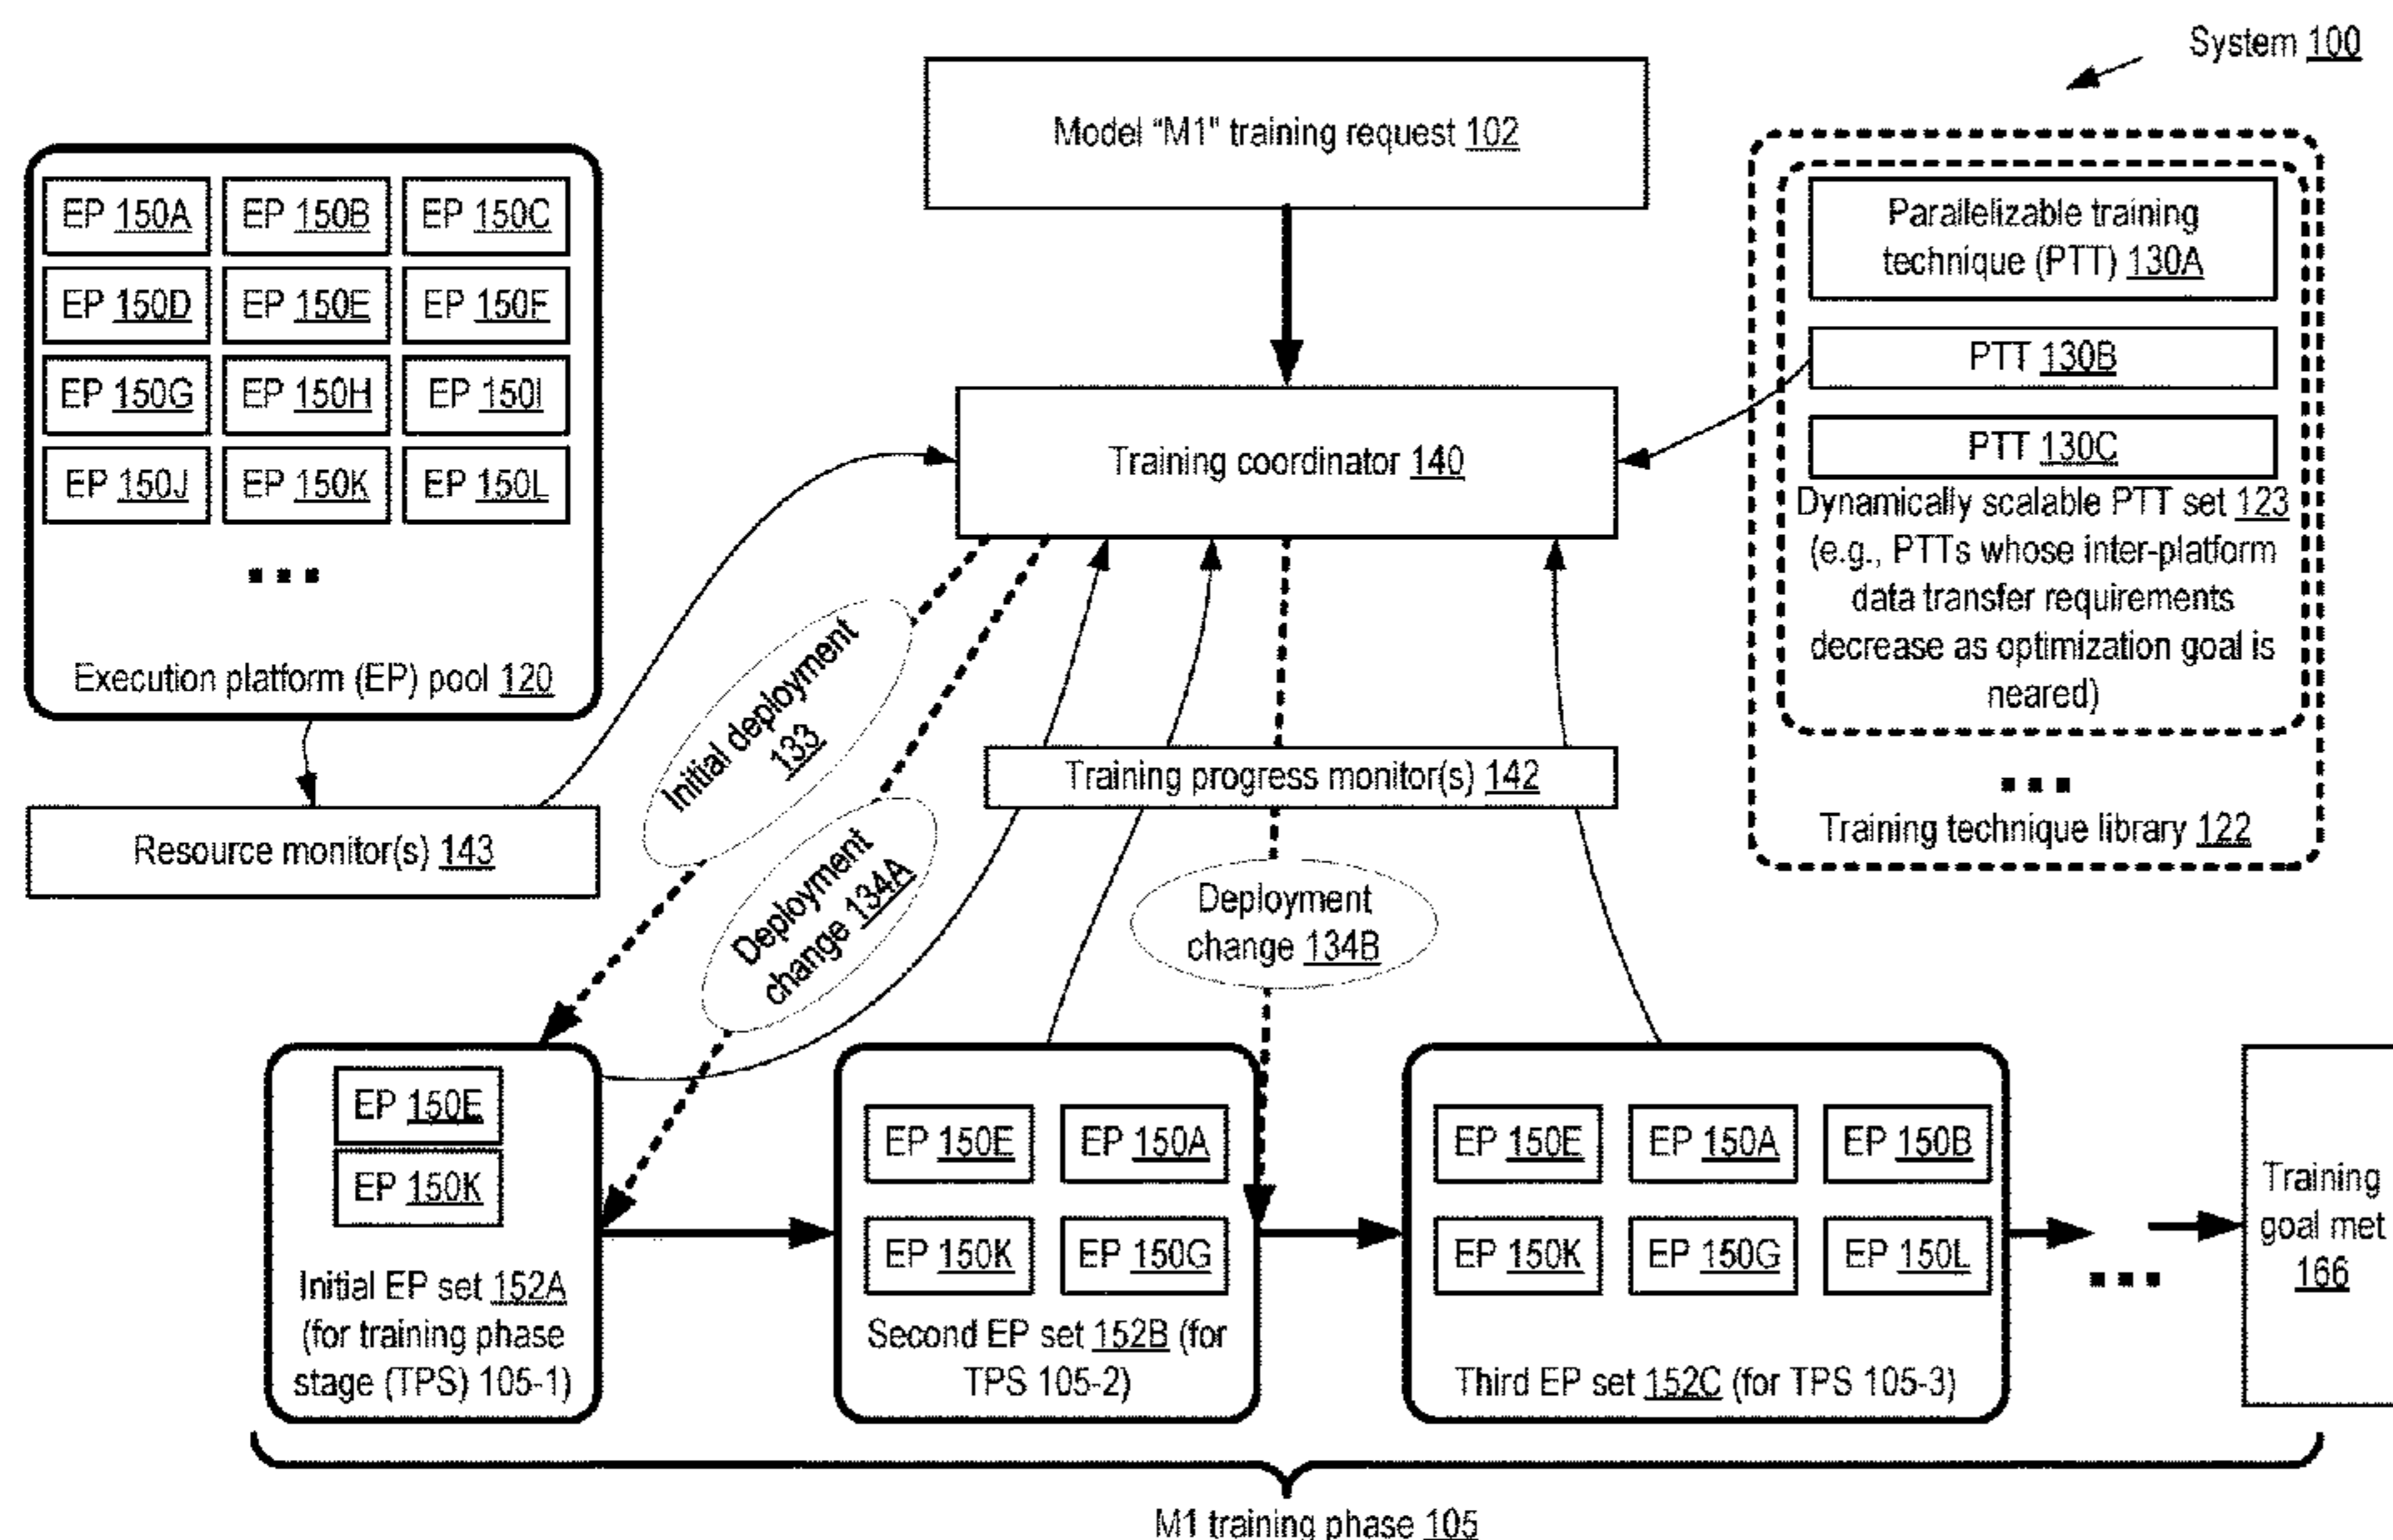 System 100
Model "M1" training request 102
EP 150A EP 150B EP 150C
EP 150D EP 150E EP 150F
EP 150G EP 150H EP 150I
EP 150J EP 150K EP 150L
...
Execution platform (EP) pool 120
Resource monitor(s) 143
Training coordinator 140
Parallelizable training
technique (PTT) 130A
PTT 130B
PTT 130C
Dynamically scalable PTT set 123
(e.g., PTTs whose inter-platform
data transfer requirements
decrease as optimization goal is
neared)
...
Training technique library 122
Initial deployment
133
Deployment
change 134A
Training progress monitor(s) 142
Deployment
change 134B
EP 150E
EP 150K
Initial EP set 152A
(for training phase
stage (TPS) 105-1)
EP 150E EP 150A
EP 150K EP 150G
Second EP set 152B (for
TPS 105-2)
EP 150E EP 150A EP 150B
EP 150K EP 150G EP 150L
Third EP set 152C (for TPS 105-3)
...
Training
goal met
166
M1 training phase 105